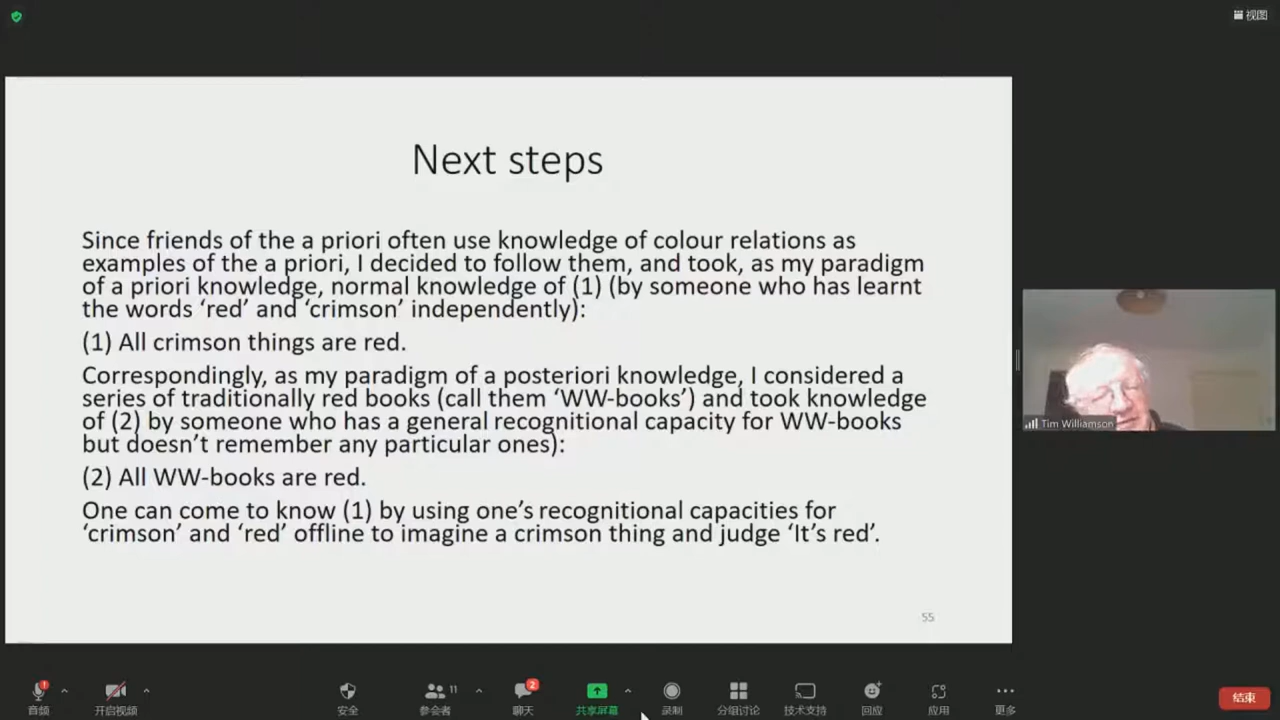 视图
Next steps
Since friends of the a priori often use knowledge of colour relations as
examples of the a priori, I decided to follow them, and took, as my paradigm
of a priori knowledge, normal knowledge of (1) (by someone who has learnt
the words ‘red’ and ‘crimson’ independently):
(1) All crimson things are red.
Correspondingly, as my paradigm of a posteriori knowledge, I considered a
series of traditionally red books (call them ‘WW-books’) and took knowledge
of (2) by someone who has a general recognitional capacity for WW-books
but doesn’t remember any particular ones):
(2) All WW-books are red.
One can come to know (1) by using one’s recognitional capacities for
‘crimson’ and ‘red’ offline to imagine a crimson thing and judge ‘It’s red’.
55
Tim Williamson
11
2
音频
开启视频
安全
参会者
聊天
共享屏幕
录制
分组讨论
技术支持
回应
应用
更多
结束